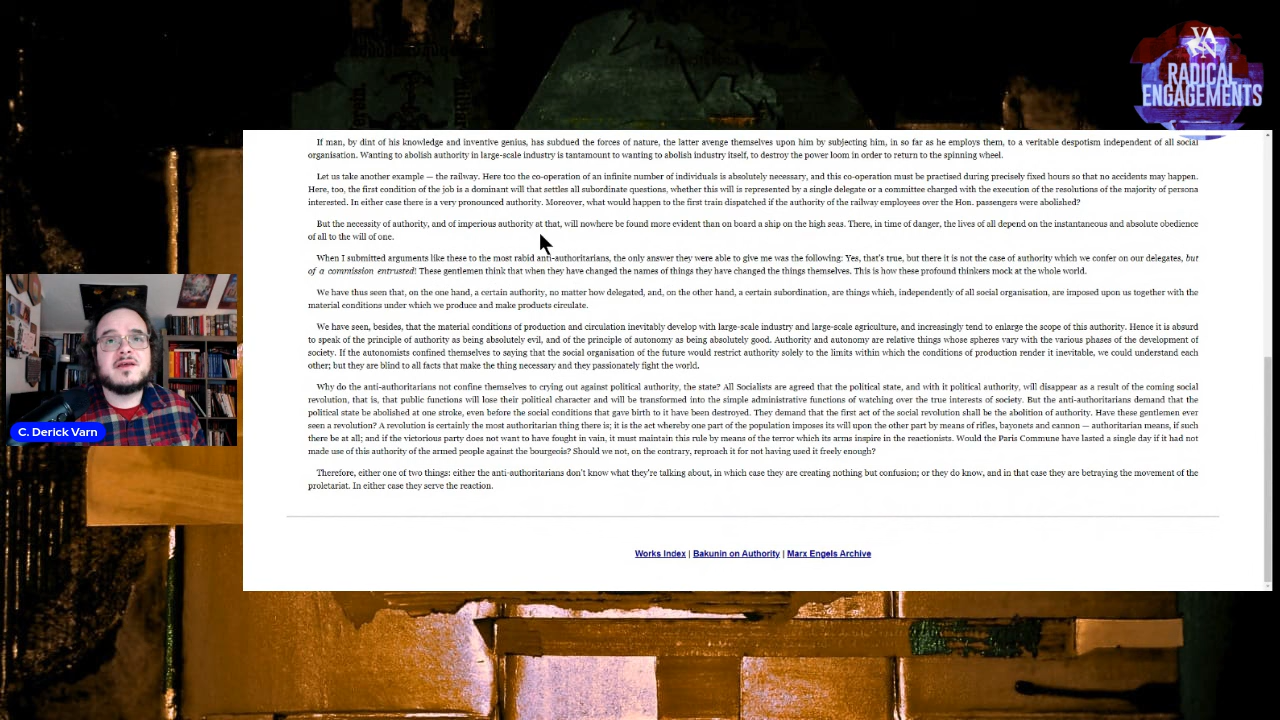 VARN
RADICAL
ENGAGEMENTS
If man, by dint of his knowledge and inventive genius, has subdued the forces of nature, the latter avenge themselves upon him by subjecting him, in so far as he employs them, to a veritable despotism independent of all social
organisation. Wanting to abolish authority in large-scale industry is tantamount to wanting to abolish industry itself, to destroy the power loom in order to return to the spinning wheel.
Let us take another example — the railway. Here too the co-operation of an infinite number of individuals is absolutely necessary, and this co-operation must be practised during precisely fixed hours so that no accidents may happen.
Here, too, the first condition of the job is a dominant will that settles all subordinate questions, whether this will is represented by a single delegate or a committee charged with the execution of the resolutions of the majority of persona
interested. In either case there is a very pronounced authority. Moreover, what would happen to the first train dispatched if the authority of the railway employees over the Hon. passengers were abolished?
But the necessity of authority, and of imperious authority at that, will nowhere be found more evident than on board a ship on the high seas. There, in time of danger, the lives of all depend on the instantaneous and absolute obedience
of all to the will of one.
When I submitted arguments like these to the most rabid anti-authoritarians, the only answer they were able to give me was the following: Yes, that's true, but there it is not the case of authority which we confer on our delegates, but
of a commission entrusted! These gentlemen think that when they have changed the names of things they have changed the things themselves. This is how these profound thinkers mock at the whole world.
We have thus seen that, on the one hand, a certain authority, no matter how delegated, and, on the other hand, a certain subordination, are things which, independently of all social organisation, are imposed upon us together with the
material conditions under which we produce and make products circulate.
We have seen, besides, that the material conditions of production and circulation inevitably develop with large-scale industry and large-scale agriculture, and increasingly tend to enlarge the scope of this authority. Hence it is absurd
to speak of the principle of authority as being absolutely evil, and of the principle of autonomy as being absolutely good. Authority and autonomy are relative things whose spheres vary with the various phases of the development of
society. If the autonomists confined themselves to saying that the social organisation of the future would restrict authority solely to the limits within which the conditions of production render it inevitable, we could understand each
other; but they are blind to all facts that make the thing necessary and they passionately fight the world.
Why do the anti-authoritarians not confine themselves to crying out against political authority, the state? All Socialists are agreed that the political state, and with it political authority, will disappear as a result of the coming social
revolution, that is, that public functions will lose their political character and will be transformed into the simple administrative functions of watching over the true interests of society. But the anti-authoritarians demand that the
political state be abolished at one stroke, even before the social conditions that gave birth to it have been destroyed. They demand that the first act of the social revolution shall be the abolition of authority. Have these gentlemen ever
seen a revolution? A revolution is certainly the most authoritarian thing there is; it is the act whereby one part of the population imposes its will upon the other part by means of rifles, bayonets and cannon — authoritarian means, if such
there be at all; and if the victorious party does not want to have fought in vain, it must maintain this rule by means of the terror which its arms inspire in the reactionists. Would the Paris Commune have lasted a single day if it had not
made use of this authority of the armed people against the bourgeois? Should we not, on the contrary, reproach it for not having used it freely enough?
Therefore, either one of two things: either the anti-authoritarians don't know what they're talking about, in which case they are creating nothing but confusion; or they do know, and in that case they are betraying the movement of the
proletariat. In either case they serve the reaction.
Works Index | Bakunin on Authority | Marx Engels Archive
C. Derick Varn